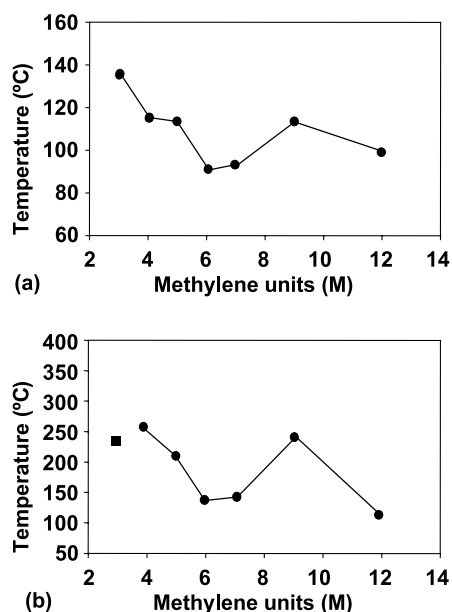 160
140
120
100
80
60
Temperature (ºC)
2 4 6 8 10 12 14
(a) Methylene units (M)
400
350
300
250
200
150
100
50
Temperature (ºC)
2 4 6 8 10 12 14
(b) Methylene units (M)